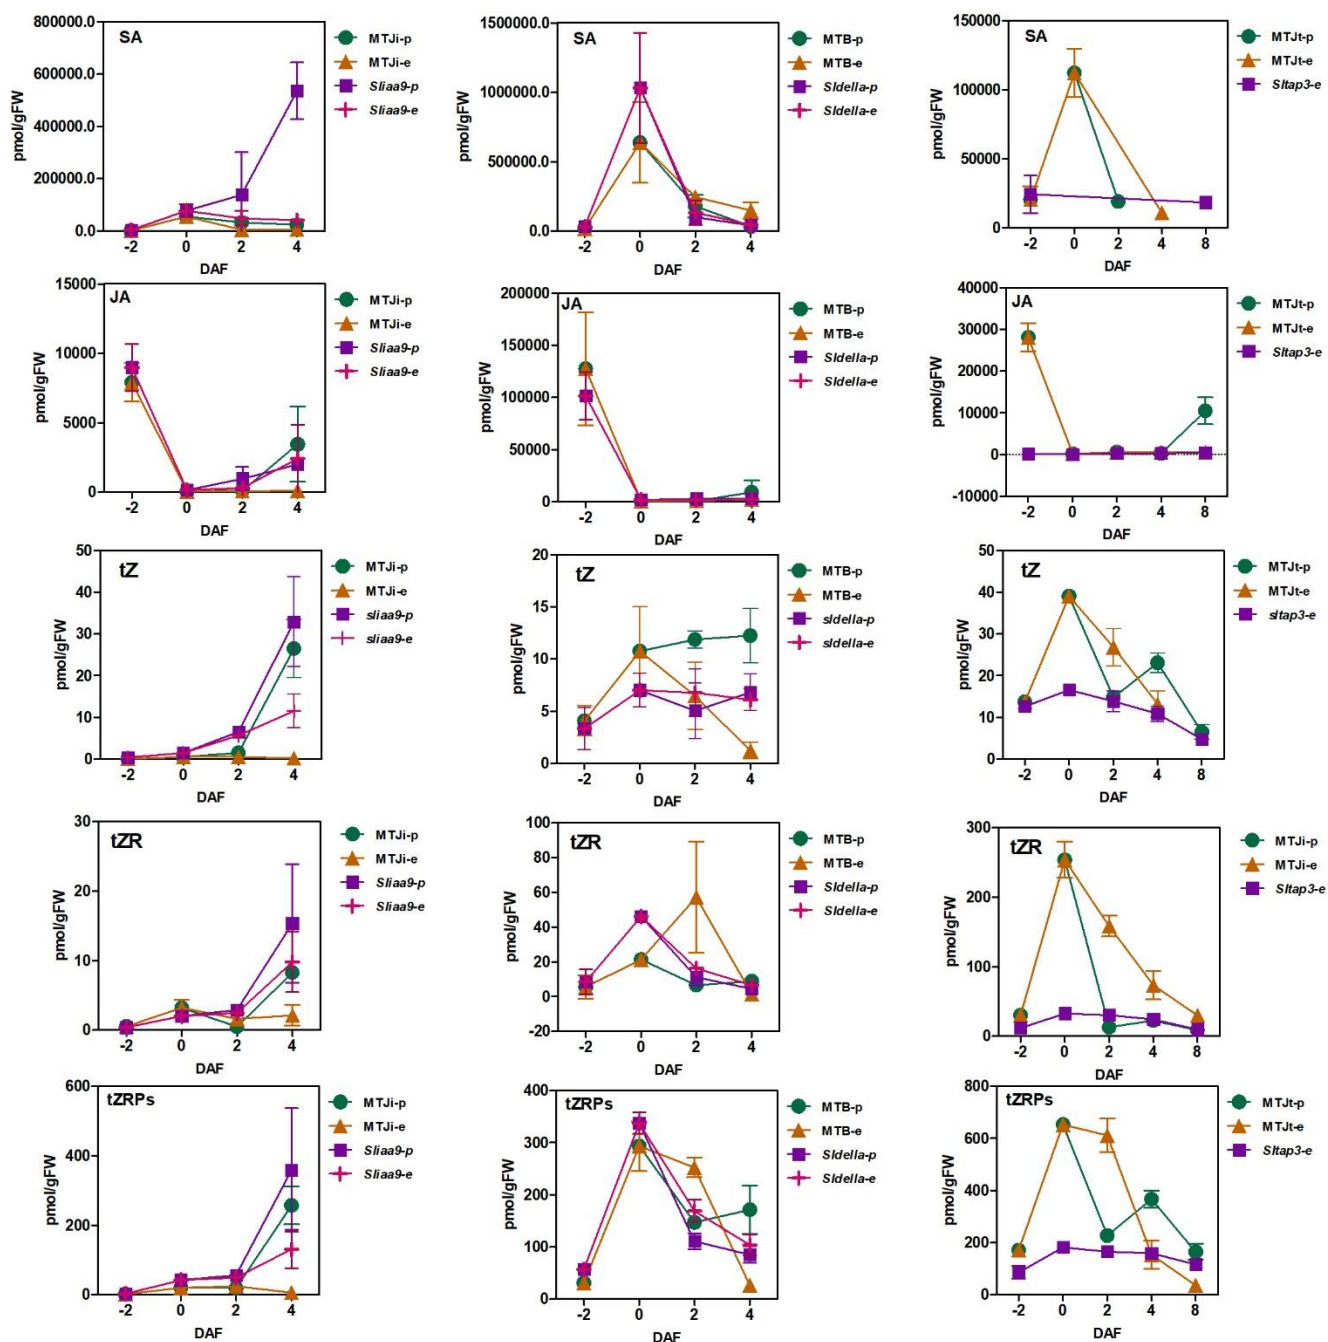 SA
800000.0
600000.0
400000.0
200000.0
0.0
pmol/gFW
-2 0 2 4
DAF
MTJi-p
MTJi-e
Sliaa9-p
Sliaa9-e
SA
1500000.0
1000000.0
500000.0
0.0
pmol/gFW
-2 0 2 4
DAF
MTB-p
MTB-e
Sldella-p
Sldella-e
SA
150000
100000
50000
0
pmol/gFW
-2 0 2 4 8
DAF
MTJt-p
MTJt-e
Sltap3-e
JA
15000
10000
5000
0
pmol/gFW
-2 0 2 4
DAF
MTJi-p
MTJi-e
Sliaa9-p
Sliaa9-e
JA
200000
150000
100000
50000
0
pmol/gFW
-2 0 2 4
DAF
MTB-p
MTB-e
Sldella-p
Sldella-e
JA
40000
30000
20000
10000
0
-10000
pmol/gFW
-2 0 2 4 8
DAF
MTJt-p
MTJt-e
Sltap3-e
tZ
50
40
30
20
10
0
pmol/gFW
-2 0 2 4
DAF
MTJi-p
MTJi-e
sliaa9-p
sliaa9-e
tZ
20
15
10
5
0
pmol/gFW
-2 0 2 4
DAF
MTB-p
MTB-e
sldella-p
sldella-e
tZ
50
40
30
20
10
0
pmol/gFW
-2 0 2 4 8
DAF
MTJt-p
MTJt-e
sltap3-e
tZR
30
20
10
0
pmol/gFW
-2 0 2 4
DAF
MTJi-p
MTJi-e
Sliaa9-p
Sliaa9-e
tZR
100
80
60
40
20
0
-20
pmol/gFW
-2 0 2 4
DAF
MTB-p
MTB-e
Sldella-p
Sldella-e
tZR
300
200
100
0
pmol/gFW
-2 0 2 4 8
DAF
MTJi-p
MTJi-e
Sltap3-e
tZRPs
600
400
200
0
pmol/gFW
-2 0 2 4
DAF
MTJi-p
MTJi-e
Sliaa9-p
Sliaa9-e
tZRPs
400
300
200
100
0
pmol/gFW
-2 0 2 4
DAF
MTB-p
MTB-e
Sldella-p
Sldella-e
tZRPs
800
600
400
200
0
pmol/gFW
-2 0 2 4 8
DAF
MTJt-p
MTJt-e
Sltap3-e